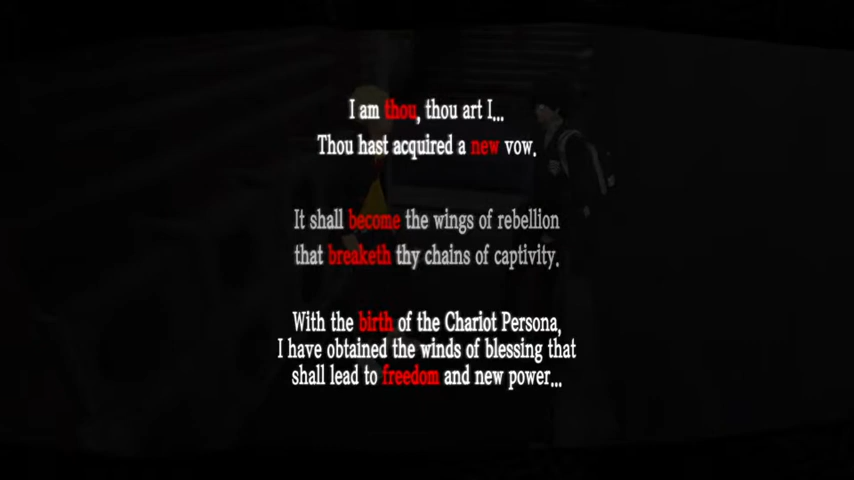 I am thou, thou art I...
Thou hast acquired a new vow.
It shall become the wings of rebellion
that breaketh thy chains of captivity.
With the birth of the Chariot Persona,
I have obtained the winds of blessing that
shall lead to freedom and new power...